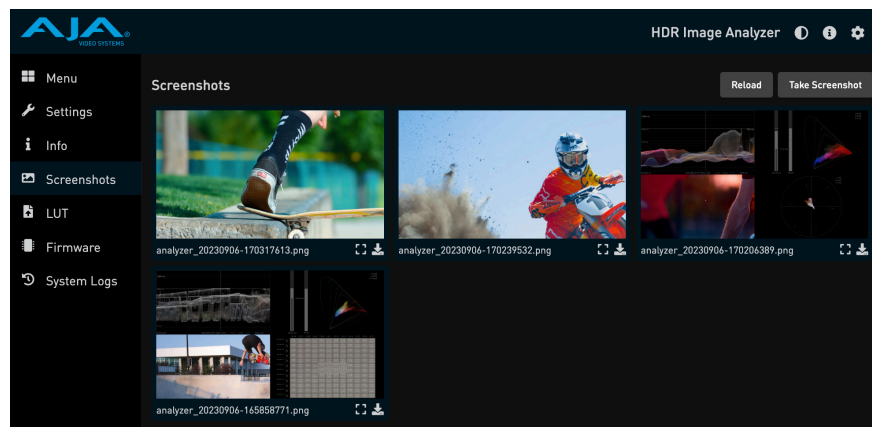 AJA
VIDEO SYSTEMS
HDR Image Analyzer
Menu
Settings
Info
Screenshots
LUT
Firmware
System Logs
Screenshots
Reload
Take Screenshot
analyzer_20230906-170317613.png
analyzer_20230906-170239532.png
analyzer_20230906-170206389.png
analyzer_20230906-165858771.png